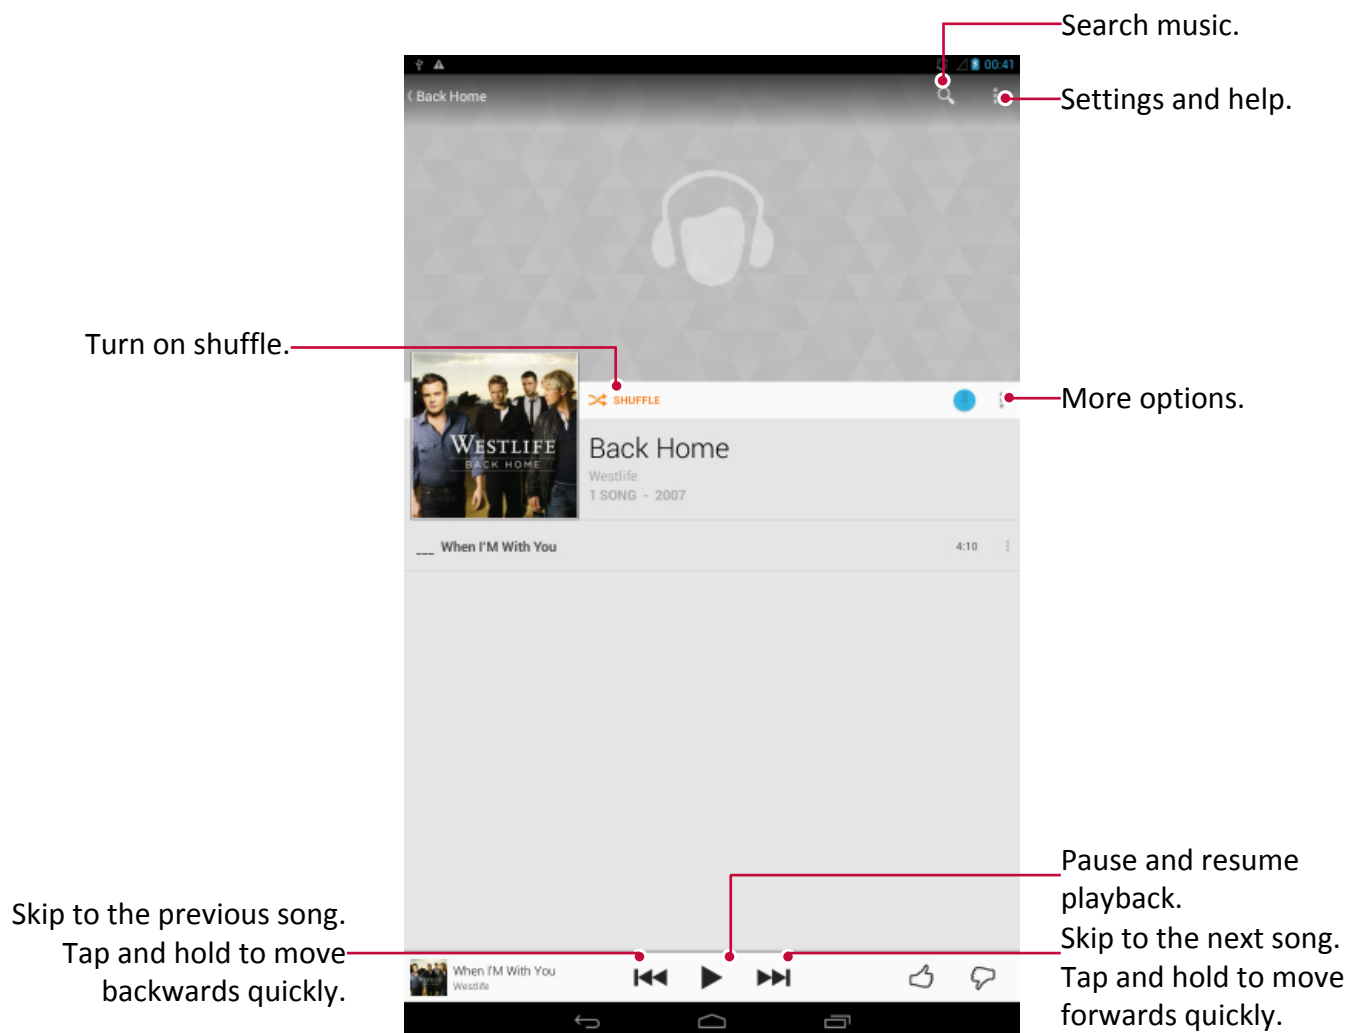 Search music.
00:41
Back Home
Settings and help.
Turn on shuffle.
SHUFFLE
More options.
WESTLIFE
BACK HOME
Back Home
Westlife
1 SONG - 2007
___ When I'M With You
4:10
Pause and resume
playback.
Skip to the previous song.
Tap and hold to move
backwards quickly.
When I'M With You
Westlife
Skip to the next song.
Tap and hold to move
forwards quickly.